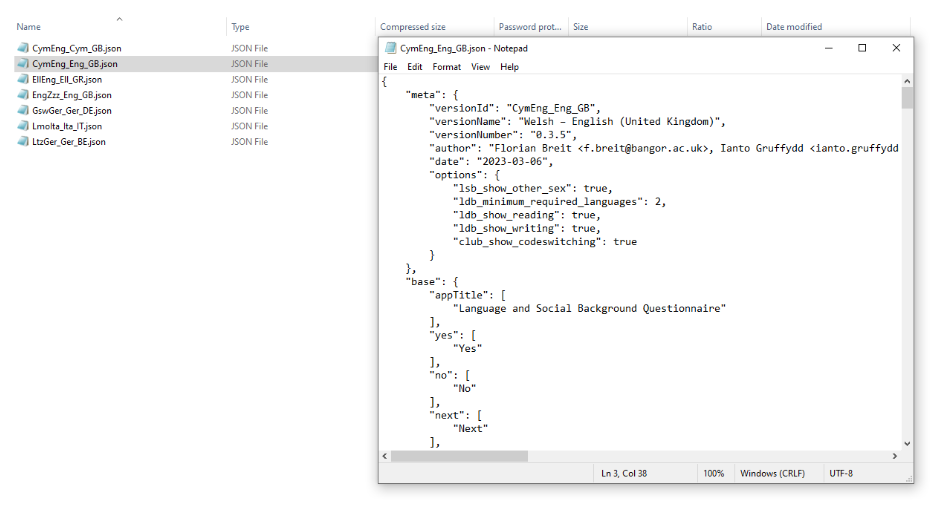 Name Type Compressed size Password prot... Size Ratio Date modified
CymEng_Cym_GB.json JSON File
CymEng_Eng_GB.json JSON File
EllEng_Ell_GR.json JSON File
EngZzz_Eng_GB.json JSON File
GswGer_Ger_DE.json JSON File
LmoIta_Ita_IT.json JSON File
LtzGer_Ger_BE.json JSON File
CymEng_Eng_GB.json - Notepad
File Edit Format View Help
{
"meta": {
"versionId": "CymEng_Eng_GB",
"versionName": "Welsh – English (United Kingdom)",
"versionNumber": "0.3.5",
"author": "Florian Breit <f.breit@bangor.ac.uk>, Ianto Gruffydd <ianto.gruffydd
"date": "2023-03-06",
"options": {
"lsb_show_other_sex": true,
"ldb_minimum_required_languages": 2,
"ldb_show_reading": true,
"ldb_show_writing": true,
"club_show_codeswitching": true
}
},
"base": {
"appTitle": [
"Language and Social Background Questionnaire"
],
"yes": [
"Yes"
],
"no": [
"No"
],
"next": [
"Next"
],
Ln 3, Col 38 100% Windows (CRLF) UTF-8